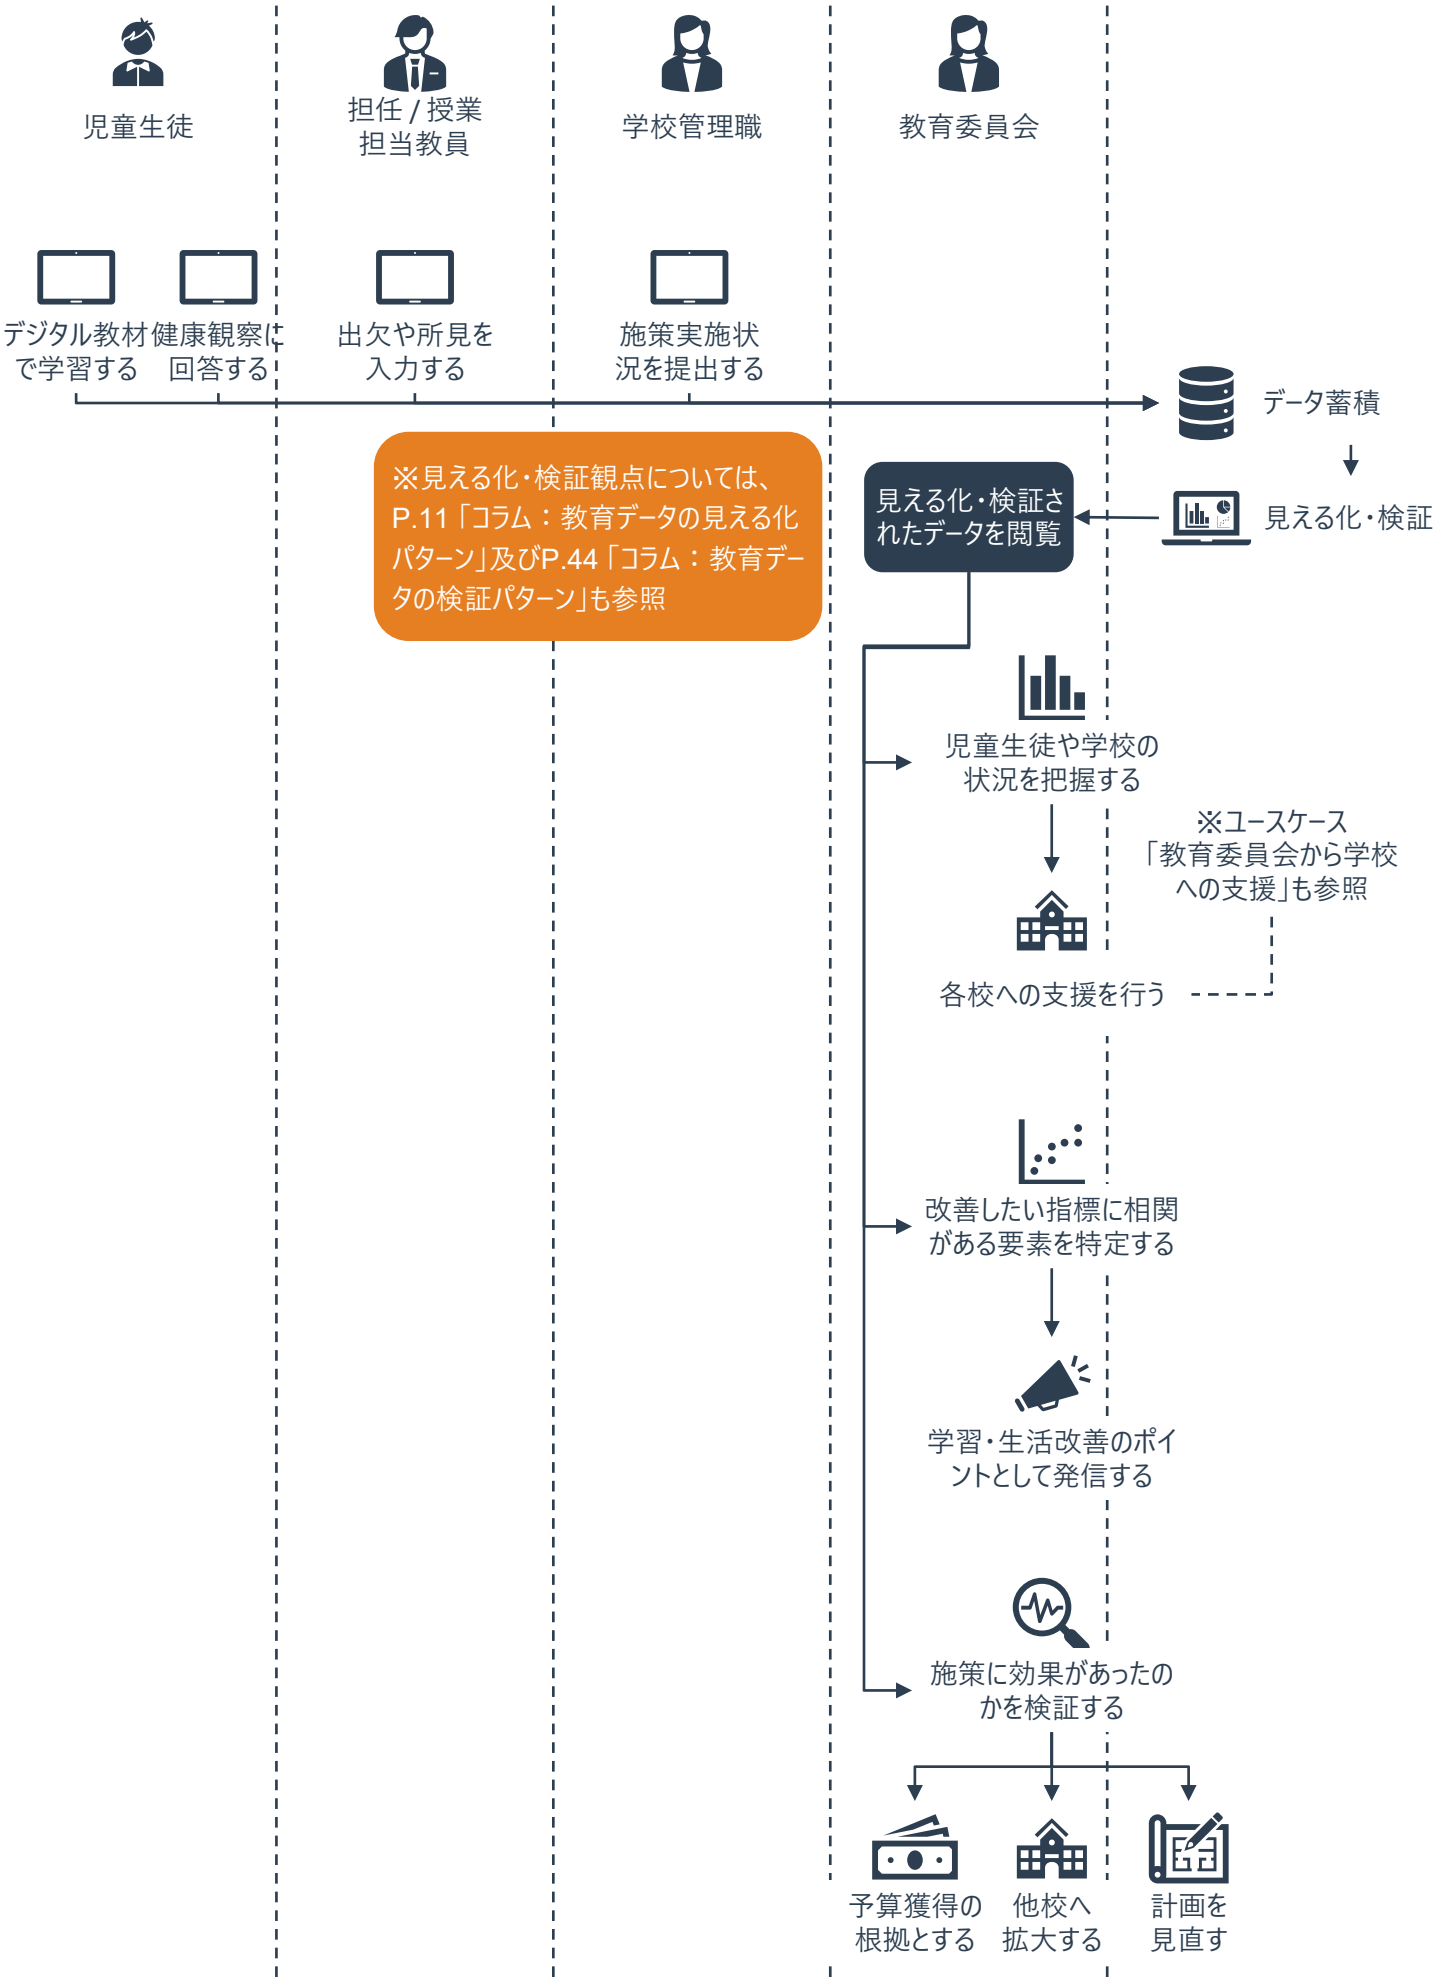 児童生徒
担任 / 授業
担当教員
学校管理職
教育委員会
デジタル教材
で学習する
健康観察に
回答する
出欠や所見を
入力する
施策実施状
況を提出する
データ蓄積
※見える化・検証観点については、
P.11「コラム：教育データの見える化
パターン」及びP.44「コラム：教育デー
タの検証パターン」も参照
見える化・検証さ
れたデータを閲覧
見える化・検証
児童生徒や学校の
状況を把握する
※ユースケース
「教育委員会から学校
への支援」も参照
各校への支援を行う
改善したい指標に相関
がある要素を特定する
学習・生活改善のポイ
ントとして発信する
施策に効果があったの
かを検証する
予算獲得の
根拠とする
他校へ
拡大する
計画を
見直す